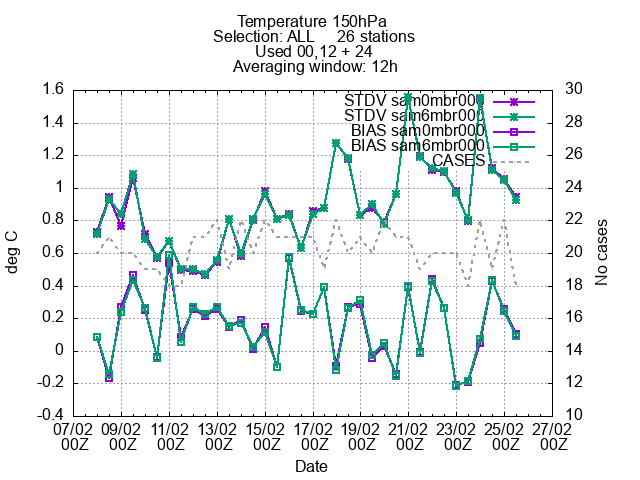 Temperature 150hPa
Selection: ALL 26 stations
Used 00,12 + 24
Averaging window: 12h
STDV sam0mbr000
STDV sam6mbr000
BIAS sam0mbr000
BIAS sam6mbr000
CASES
1.6
1.4
1.2
1
0.8
0.6
0.4
0.2
0
-0.2
-0.4
deg C
30
28
26
24
22
20
18
16
14
12
10
No cases
07/02 09/02 11/02 13/02 15/02 17/02 19/02 21/02 23/02 25/02 27/02
00Z 00Z 00Z 00Z 00Z 00Z 00Z 00Z 00Z 00Z 00Z
Date